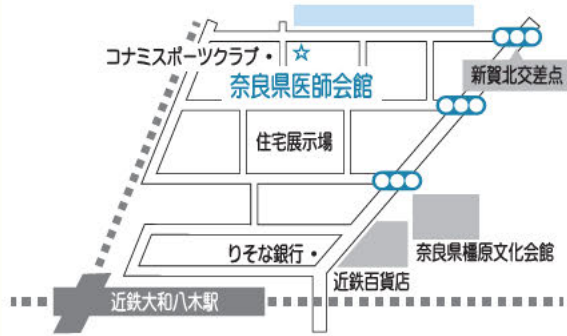 コナミスポーツクラブ・
☆
奈良県医師会館
新賀北交差点
住宅展示場
りそな銀行・
近鉄百貨店
奈良県橿原文化会館
近鉄大和八木駅